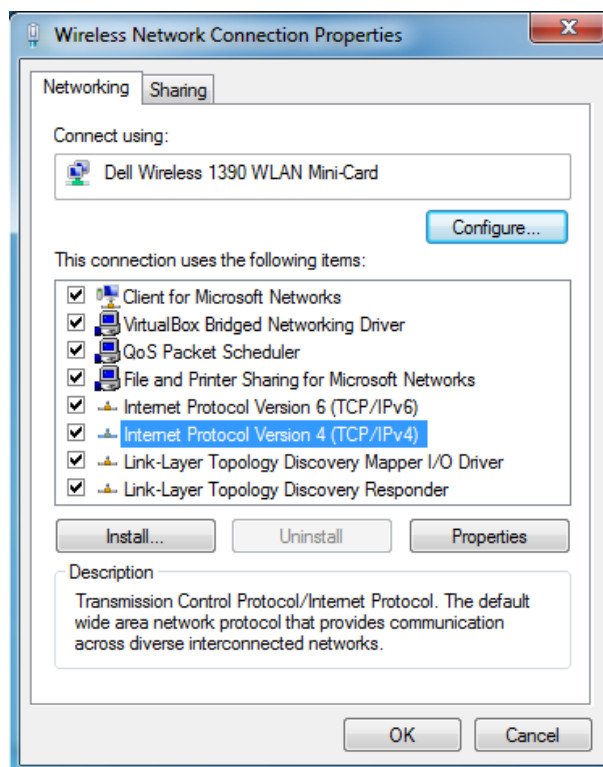 Wireless Network Connection Properties
Networking
Sharing
Connect using:
Dell Wireless 1390 WLAN Mini-Card
Configure...
This connection uses the following items:
Client for Microsoft Networks
VirtualBox Bridged Networking Driver
QoS Packet Scheduler
File and Printer Sharing for Microsoft Networks
Internet Protocol Version 6 (TCP/IPv6)
Internet Protocol Version 4 (TCP/IPv4)
Link-Layer Topology Discovery Mapper I/O Driver
Link-Layer Topology Discovery Responder
Install...
Uninstall
Properties
Description
Transmission Control Protocol/Internet Protocol. The default
wide area network protocol that provides communication
across diverse interconnected networks.
OK
Cancel